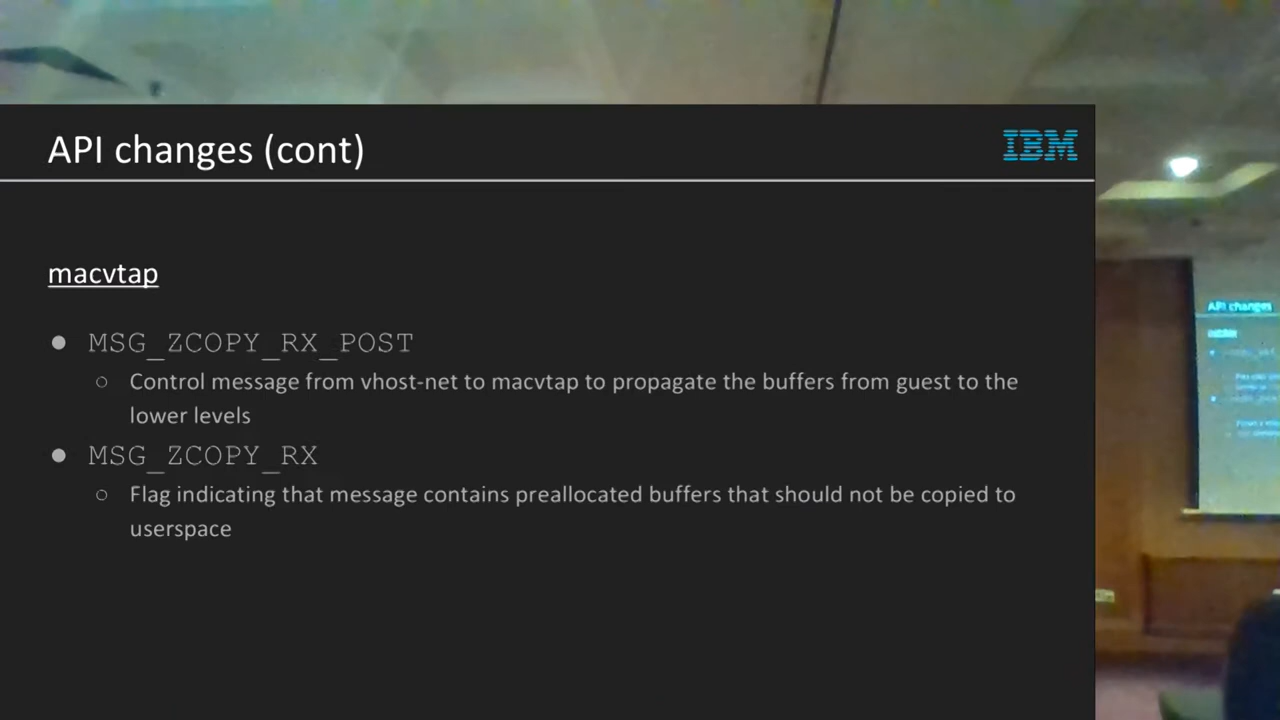 API changes (cont)
IBM
macvtap
● MSG_ZCOPY_RX_POST
○ Control message from vhost-net to macvtap to propagate the buffers from guest to the
lower levels
● MSG_ZCOPY_RX
○ Flag indicating that message contains preallocated buffers that should not be copied to
userspace
API changes